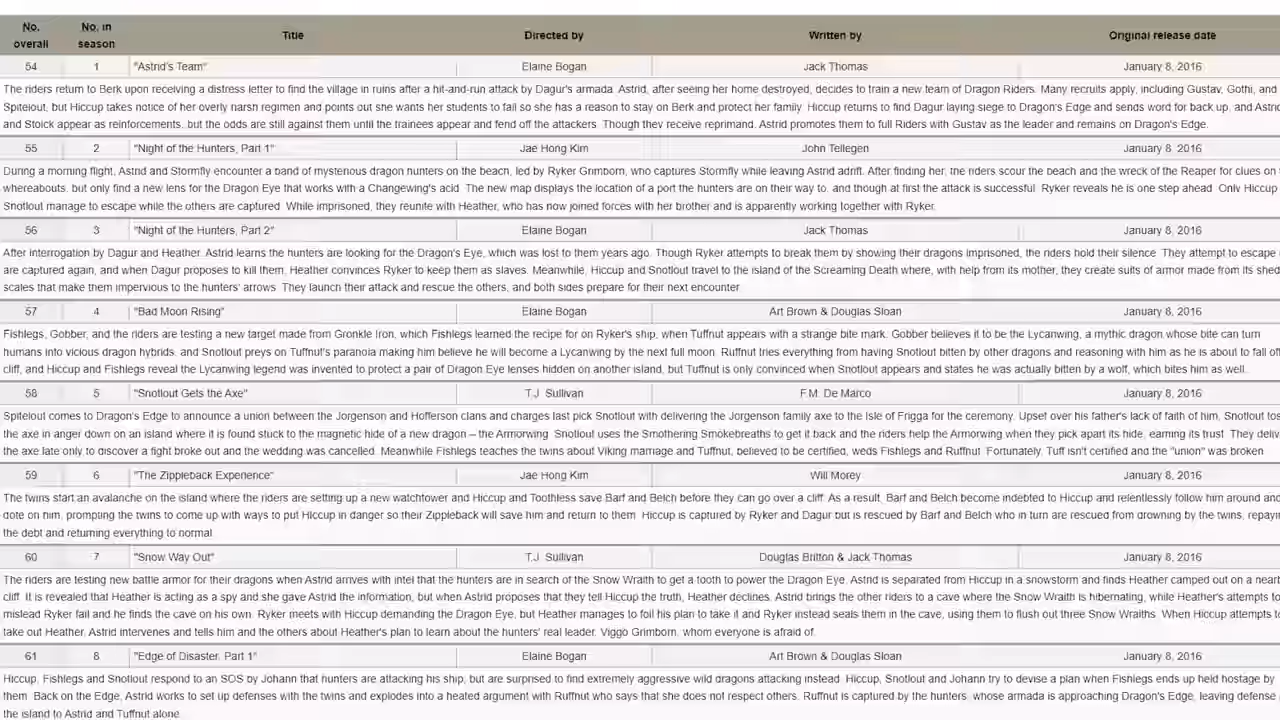 No. overall No. in season Title Directed by Written by Original release date
54 1 "Astrid's Team" Elaine Bogan Jack Thomas January 8, 2016
The riders return to Berk upon receiving a distress letter to find the village in ruins after a hit-and-run attack by Dagur's armada. Astrid, after seeing her home destroyed, decides to train a new team of Dragon Riders. Many recruits apply, including Gustav, Gothi, and
Spitelout, but Hiccup takes notice of her overly harsh regimen and points out she wants her students to fail so she has a reason to stay on Berk and protect her family. Hiccup returns to find Dagur laying siege to Dragon's Edge and sends word for back up, and Astrid
and Stoick appear as reinforcements, but the odds are still against them until the trainees appear and fend off the attackers. Though they receive reprimand, Astrid promotes them to full Riders with Gustav as the leader and remains on Dragon's Edge.
55 2 "Night of the Hunters, Part 1" Jae Hong Kim John Tellegen January 8, 2016
During a morning flight, Astrid and Stormfly encounter a band of mysterious dragon hunters on the beach, led by Ryker Grimborn, who captures Stormfly while leaving Astrid adrift. After finding her, the riders scour the beach and the wreck of the Reaper for clues on
whereabouts, but only find a new lens for the Dragon Eye that works with a Changewing's acid. The new map displays the location of a port the hunters are on their way to, and though at first the attack is successful, Ryker reveals he is one step ahead. Only Hiccup
Snotlout manage to escape while the others are captured. While imprisoned, they reunite with Heather, who has now joined forces with her brother and is apparently working together with Ryker.
56 3 "Night of the Hunters, Part 2" Elaine Bogan Jack Thomas January 8, 2016
After interrogation by Dagur and Heather, Astrid learns the hunters are looking for the Dragon's Eye, which was lost to them years ago. Though Ryker attempts to break them by showing their dragons imprisoned, the riders hold their silence. They attempt to escape
are captured again, and when Dagur proposes to kill them, Heather convinces Ryker to keep them as slaves. Meanwhile, Hiccup and Snotlout travel to the island of the Screaming Death where, with help from its mother, they create suits of armor made from its shed
scales that make them impervious to the hunters' arrows. They launch their attack and rescue the others, and both sides prepare for their next encounter.
57 4 "Bad Moon Rising" Elaine Bogan Art Brown & Douglas Sloan January 8, 2016
Fishlegs, Gobber, and the riders are testing a new target made from Gronkle Iron, which Fishlegs learned the recipe for on Ryker's ship, when Tuffnut appears with a strange bite mark. Gobber believes it to be the Lycanwing, a mythic dragon whose bite can turn
humans into vicious dragon hybrids, and Snotlout preys on Tuffnut's paranoia making him believe he will become a Lycanwing by the next full moon. Ruffnut tries everything from having Snotlout bitten by other dragons and reasoning with him as he is about to fall of
cliff, and Hiccup and Fishlegs reveal the Lycanwing legend was invented to protect a pair of Dragon Eye lenses hidden on another island, but Tuffnut is only convinced when Snotlout appears and states he was actually bitten by a wolf, which bites him as well.
58 5 "Snotlout Gets the Axe" T.J. Sullivan F.M. De Marco January 8, 2016
Spitelout comes to Dragon's Edge to announce a union between the Jorgenson and Hofferson clans and charges last pick Snotlout with delivering the Jorgenson family axe to the Isle of Frigga for the ceremony. Upset over his father's lack of faith of him, Snotlout tos
the axe in anger down on an island where it is found stuck to the magnetic hide of a new dragon – the Armorwing. Snotlout uses the Smothering Smokebreaths to get it back and the riders help the Armorwing when they pick apart its hide, earning its trust. They deliv
the axe late only to discover a fight broke out and the wedding was cancelled. Meanwhile Fishlegs teaches the twins about Viking marriage and Tuffnut, believed to be certified, weds Fishlegs and Ruffnut. Fortunately, Tuff isn't certified and the "union" was broken
59 6 "The Zippleback Experience" Jae Hong Kim Will Morey January 8, 2016
The twins start an avalanche on the island where the riders are setting up a new watchtower and Hiccup and Toothless save Barf and Belch before they can go over a cliff. As a result, Barf and Belch become indebted to Hiccup and relentlessly follow him around and
dote on him, prompting the twins to come up with ways to put Hiccup in danger so their Zippleback will save him and return to them. Hiccup is captured by Ryker and Dagur but is rescued by Barf and Belch who in turn are rescued from drowning by the twins, repayin
the debt and returning everything to normal.
60 7 "Snow Way Out" T.J. Sullivan Douglas Britton & Jack Thomas January 8, 2016
The riders are testing new battle armor for their dragons when Astrid arrives with intel that the hunters are in search of the Snow Wraith to get a tooth to power the Dragon Eye. Astrid is separated from Hiccup in a snowstorm and finds Heather camped out on a near
cliff. It is revealed that Heather is acting as a spy and she gave Astrid the information, but when Astrid proposes that they tell Hiccup the truth, Heather declines. Astrid brings the other riders to a cave where the Snow Wraith is hibernating, while Heather's attempts to
mislead Ryker fail and he finds the cave on his own. Ryker meets with Hiccup demanding the Dragon Eye, but Heather manages to foil his plan to take it and Ryker instead seals them in the cave, using them to flush out three Snow Wraiths. When Hiccup attempts to
take out Heather, Astrid intervenes and tells him and the others about Heather's plan to learn about the hunters' real leader, Viggo Grimborn, whom everyone is afraid of.
61 8 "Edge of Disaster, Part 1" Elaine Bogan Art Brown & Douglas Sloan January 8, 2016
Hiccup, Fishlegs and Snotlout respond to an SOS by Johann that hunters are attacking his ship, but are surprised to find extremely aggressive wild dragons attacking instead. Hiccup, Snotlout and Johann try to devise a plan when Fishlegs ends up held hostage by
them. Back on the Edge, Astrid works to set up defenses with the twins and explodes into a heated argument with Ruffnut who says that she does not respect others. Ruffnut is captured by the hunters, whose armada is approaching Dragon's Edge, leaving defense
the island to Astrid and Tuffnut alone.